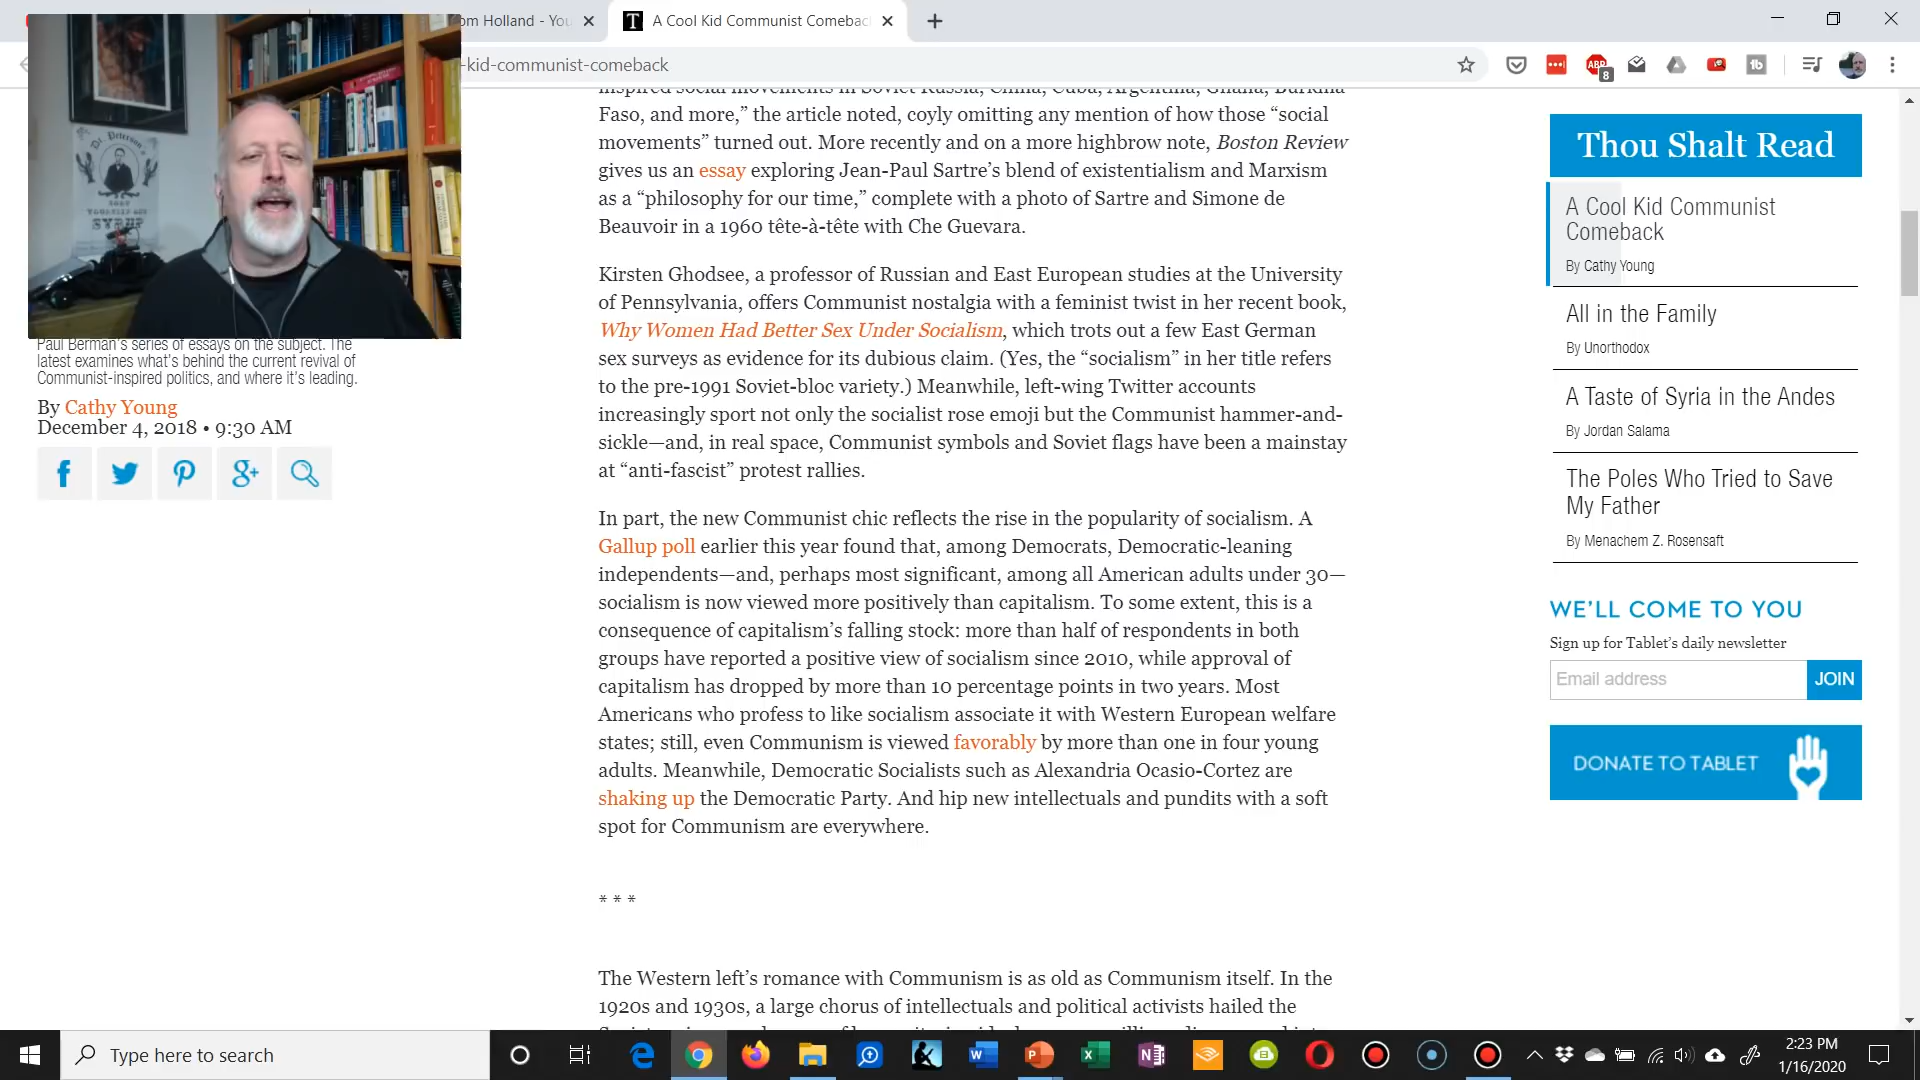 om Holland - You
A Cool Kid Communist Comebac
-kid-communist-comeback
ABP
8
inspired social movements in Soviet Russia, China, Cuba, Argentina, Ghana, Burkina
Faso, and more,” the article noted, coyly omitting any mention of how those “social
movements” turned out. More recently and on a more highbrow note, Boston Review
gives us an essay exploring Jean-Paul Sartre’s blend of existentialism and Marxism
as a “philosophy for our time,” complete with a photo of Sartre and Simone de
Beauvoir in a 1960 tête-à-tête with Che Guevara.
Kirsten Ghodsee, a professor of Russian and East European studies at the University
of Pennsylvania, offers Communist nostalgia with a feminist twist in her recent book,
Why Women Had Better Sex Under Socialism, which trots out a few East German
sex surveys as evidence for its dubious claim. (Yes, the “socialism” in her title refers
to the pre-1991 Soviet-bloc variety.) Meanwhile, left-wing Twitter accounts
increasingly sport not only the socialist rose emoji but the Communist hammer-and-
sickle—and, in real space, Communist symbols and Soviet flags have been a mainstay
at “anti-fascist” protest rallies.
In part, the new Communist chic reflects the rise in the popularity of socialism. A
Gallup poll earlier this year found that, among Democrats, Democratic-leaning
independents—and, perhaps most significant, among all American adults under 30—
socialism is now viewed more positively than capitalism. To some extent, this is a
consequence of capitalism’s falling stock: more than half of respondents in both
groups have reported a positive view of socialism since 2010, while approval of
capitalism has dropped by more than 10 percentage points in two years. Most
Americans who profess to like socialism associate it with Western European welfare
states; still, even Communism is viewed favorably by more than one in four young
adults. Meanwhile, Democratic Socialists such as Alexandria Ocasio-Cortez are
shaking up the Democratic Party. And hip new intellectuals and pundits with a soft
spot for Communism are everywhere.
* * *
The Western left’s romance with Communism is as old as Communism itself. In the
1920s and 1930s, a large chorus of intellectuals and political activists hailed the
Paul Berman’s series of essays on the subject. The
latest examines what’s behind the current revival of
Communist-inspired politics, and where it’s leading.
By Cathy Young
December 4, 2018 • 9:30 AM
Dr. Peterson's
SYRUP
Thou Shalt Read
A Cool Kid Communist
Comeback
By Cathy Young
All in the Family
By Unorthodox
A Taste of Syria in the Andes
By Jordan Salama
The Poles Who Tried to Save
My Father
By Menachem Z. Rosensaft
WE’LL COME TO YOU
Sign up for Tablet’s daily newsletter
Email address
JOIN
DONATE TO TABLET
Type here to search
2:23 PM
1/16/2020